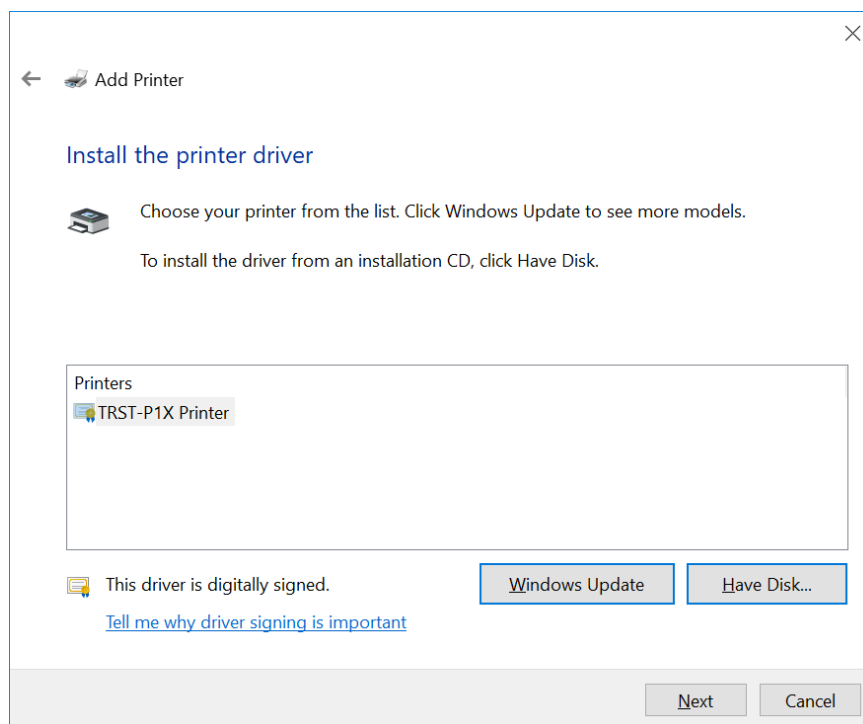 Add Printer
Install the printer driver
Choose your printer from the list. Click Windows Update to see more models.
To install the driver from an installation CD, click Have Disk.
Printers
TRST-P1X Printer
This driver is digitally signed.
Windows Update
Have Disk...
Tell me why driver signing is important
Next
Cancel